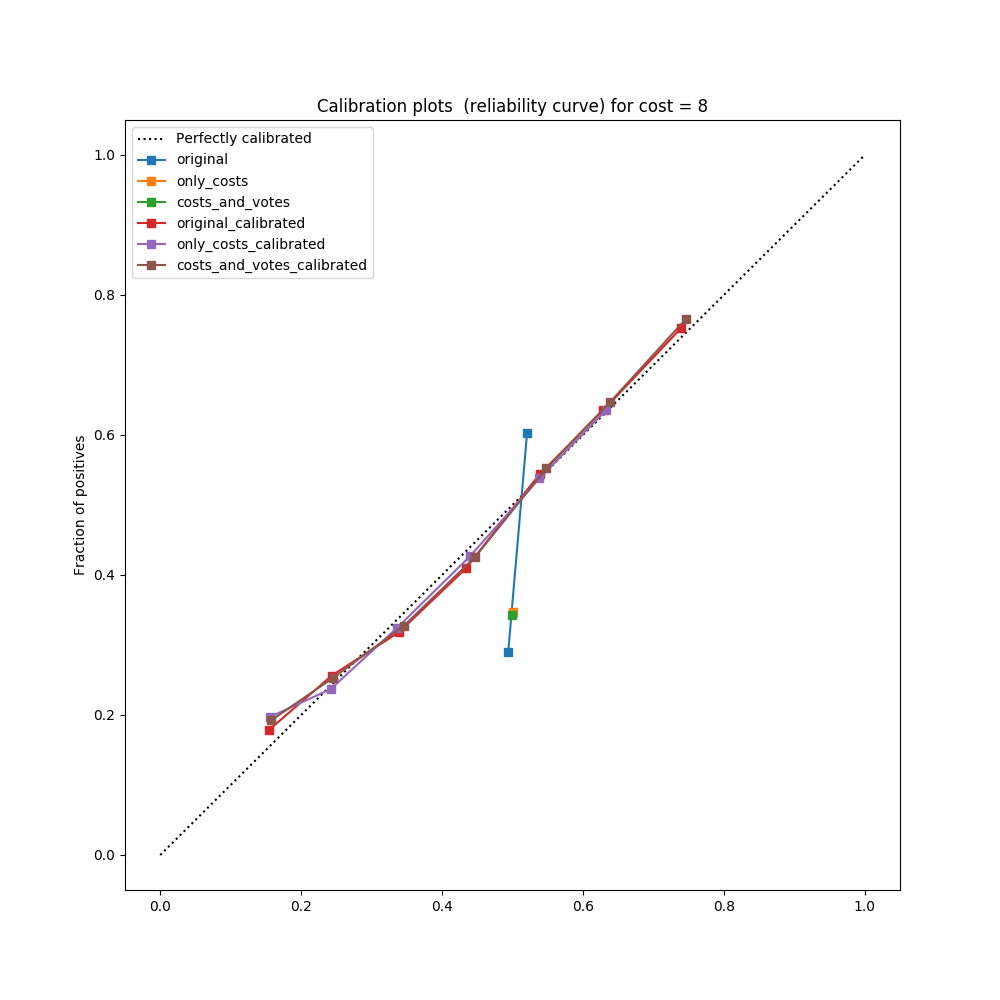 Calibration plots  (reliability curve) for cost = 8
Perfectly calibrated
original
only_costs
costs_and_votes
original_calibrated
only_costs_calibrated
costs_and_votes_calibrated
Fraction of positives
1.0
0.8
0.6
0.4
0.2
0.0
0.0 0.2 0.4 0.6 0.8 1.0